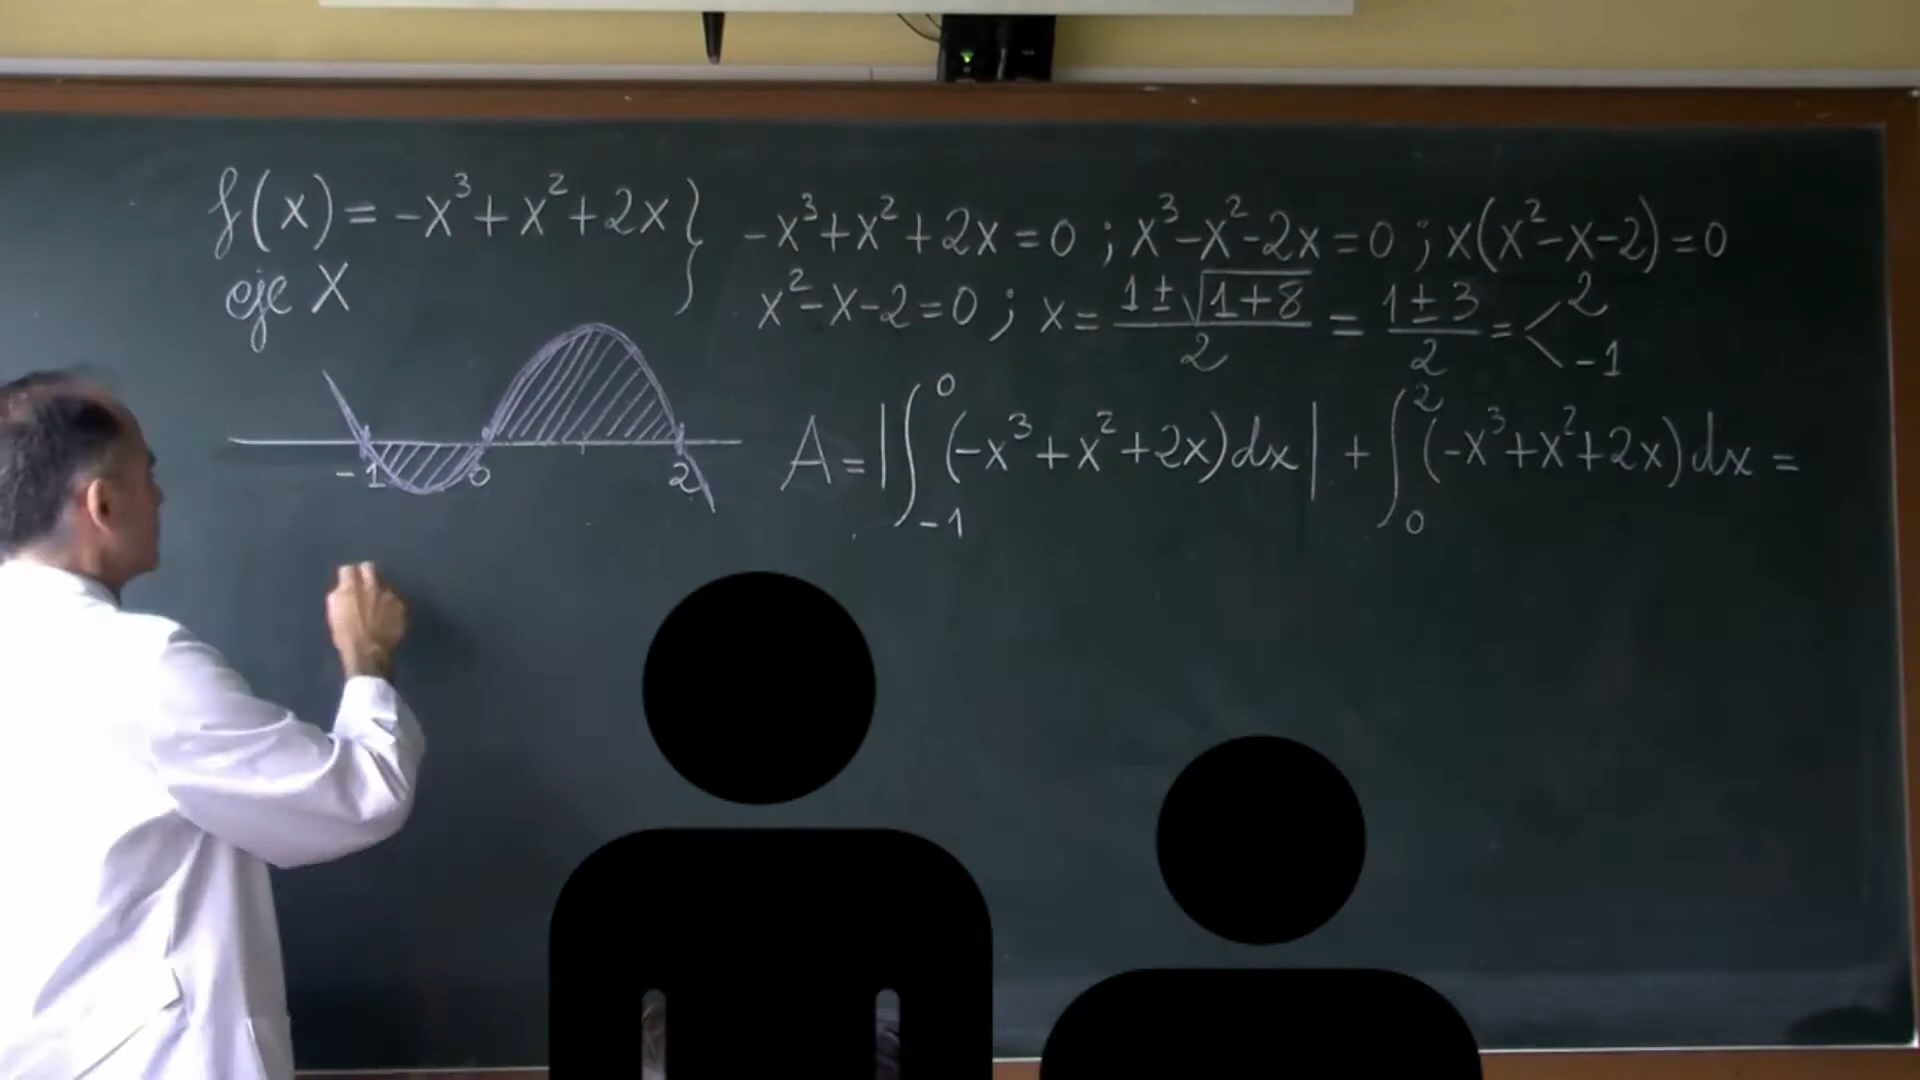 f(x) = -x³+x²+2x}
eje X
-x³+x²+2x=0 ; x³-x²-2x=0 ; x(x²-x-2)=0
x²-x-2=0 ; x= (1±√(1+8))/2 = (1±3)/2 = < 2 -1
-1 0 2
A=|∫₋₁⁰(-x³+x²+2x)dx| + ∫₀²(-x³+x²+2x)dx =